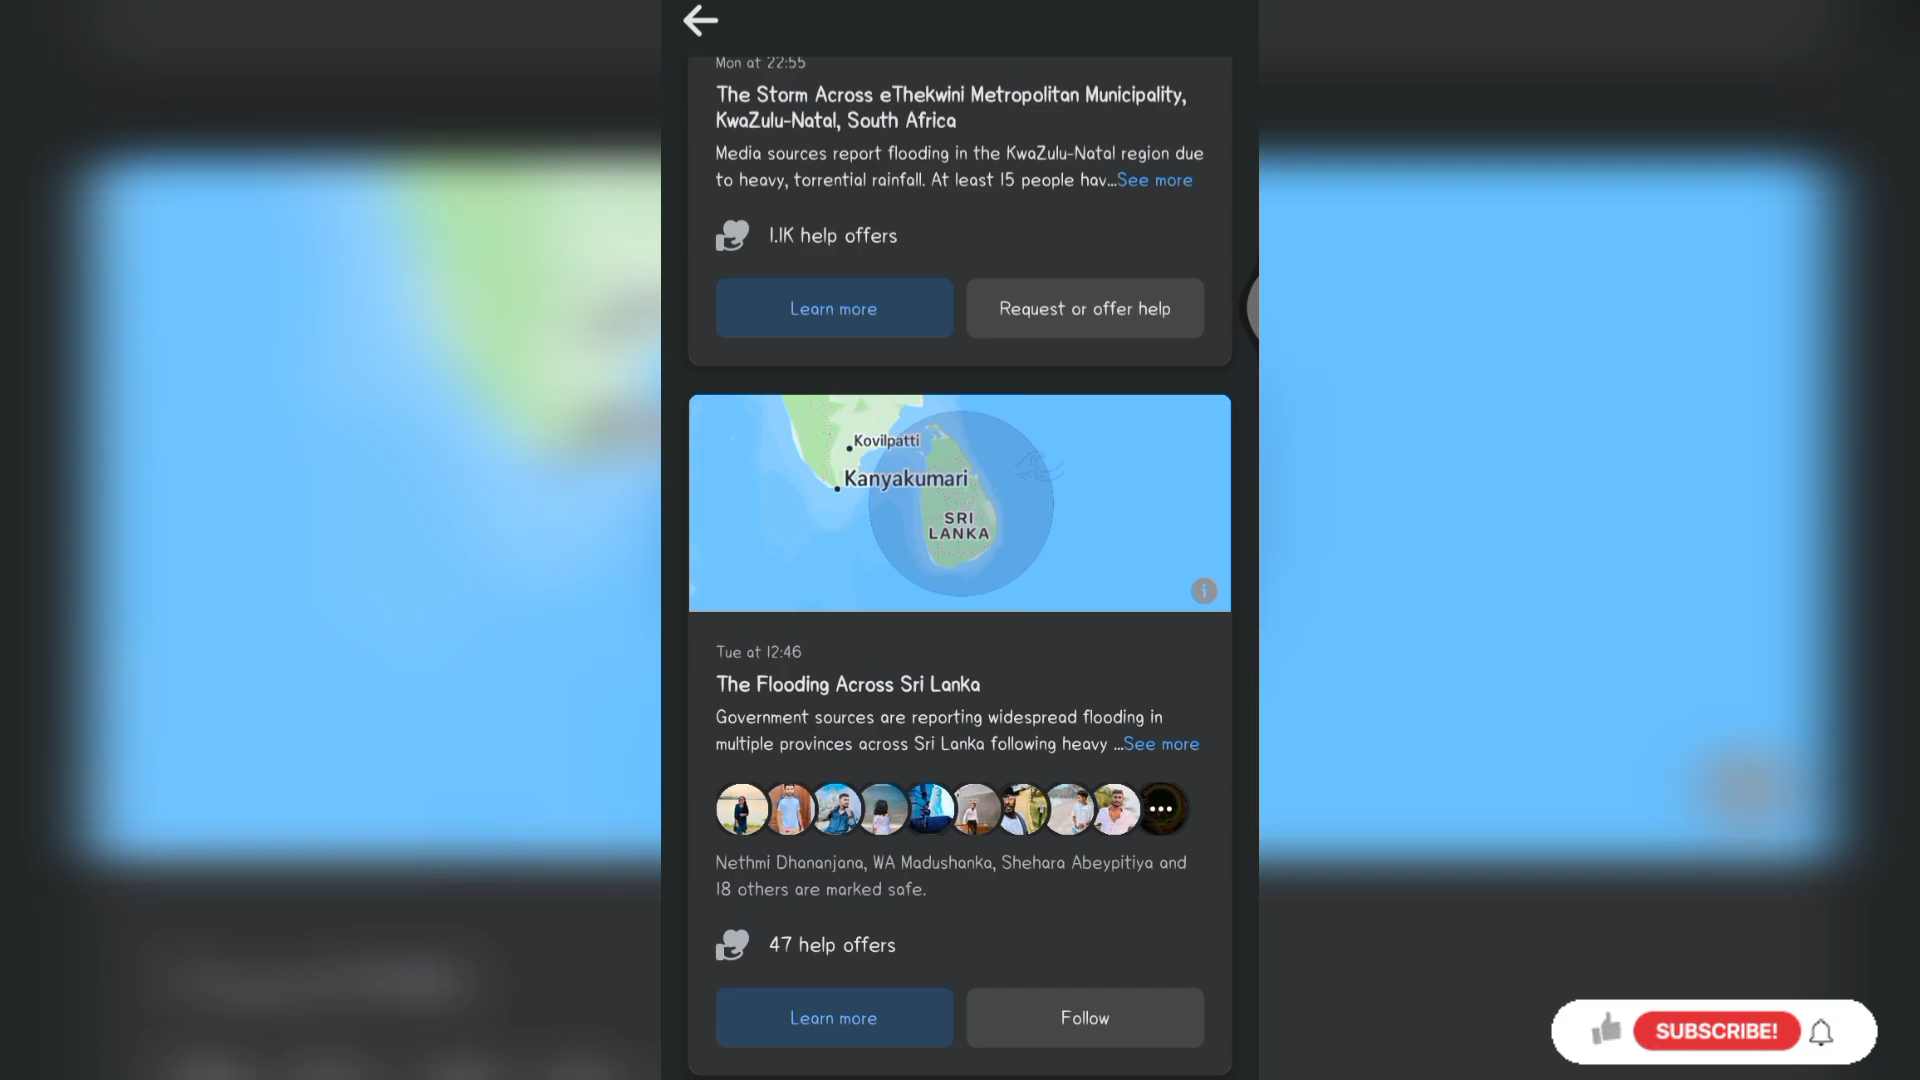 Mon at 22:55
The Storm Across eThekwini Metropolitan Municipality,
KwaZulu-Natal, South Africa
Media sources report flooding in the KwaZulu-Natal region due
to heavy, torrential rainfall. At least 15 people hav...See more
1.1K help offers
Learn more
Request or offer help
Kovilpatti
Kanyakumari
SRI
LANKA
Tue at 12:46
The Flooding Across Sri Lanka
Government sources are reporting widespread flooding in
multiple provinces across Sri Lanka following heavy ...See more
Nethmi Dhananjana, WA Madushanka, Shehara Abeypitiya and
18 others are marked safe.
47 help offers
Learn more
Follow
SUBSCRIBE!